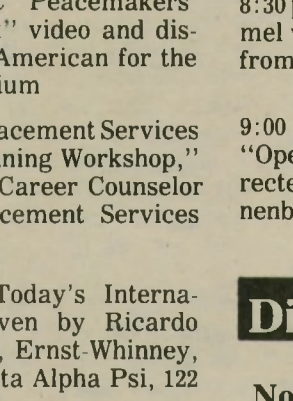 Peacemakers
" video and dis-
American for the
ium
acement Services
ning Workshop,"
Career Counselor
cement Services
Today's Interna-
ven by Ricardo
, Ernst-Whinney,
ta Alpha Psi, 122
8:30
mel v
from
9:00
"Ope
recte
nenb
Di
No